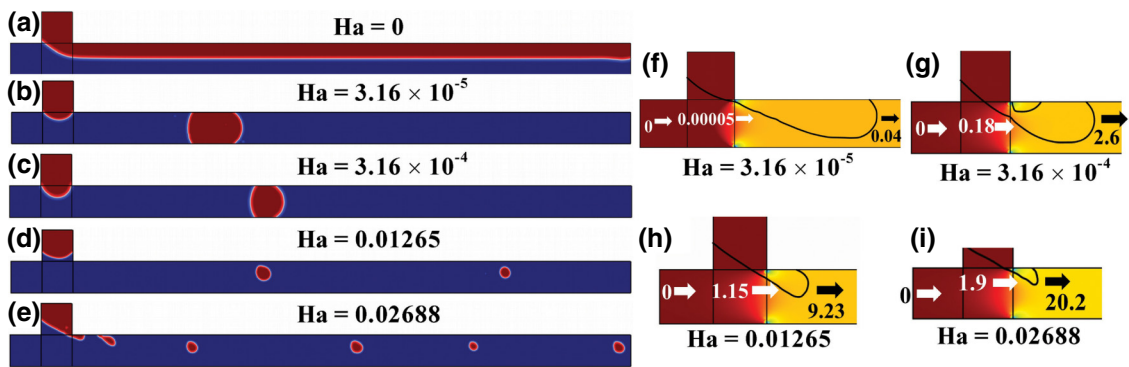 (a) Ha = 0
(b) Ha = 3.16 × 10⁻⁵
(c) Ha = 3.16 × 10⁻⁴
(d) Ha = 0.01265
(e) Ha = 0.02688
(f)
0 0.00005 0.04
Ha = 3.16 × 10⁻⁵
(g)
0 0.18 2.6
Ha = 3.16 × 10⁻⁴
(h)
0 1.15 9.23
Ha = 0.01265
(i)
0 1.9 20.2
Ha = 0.02688